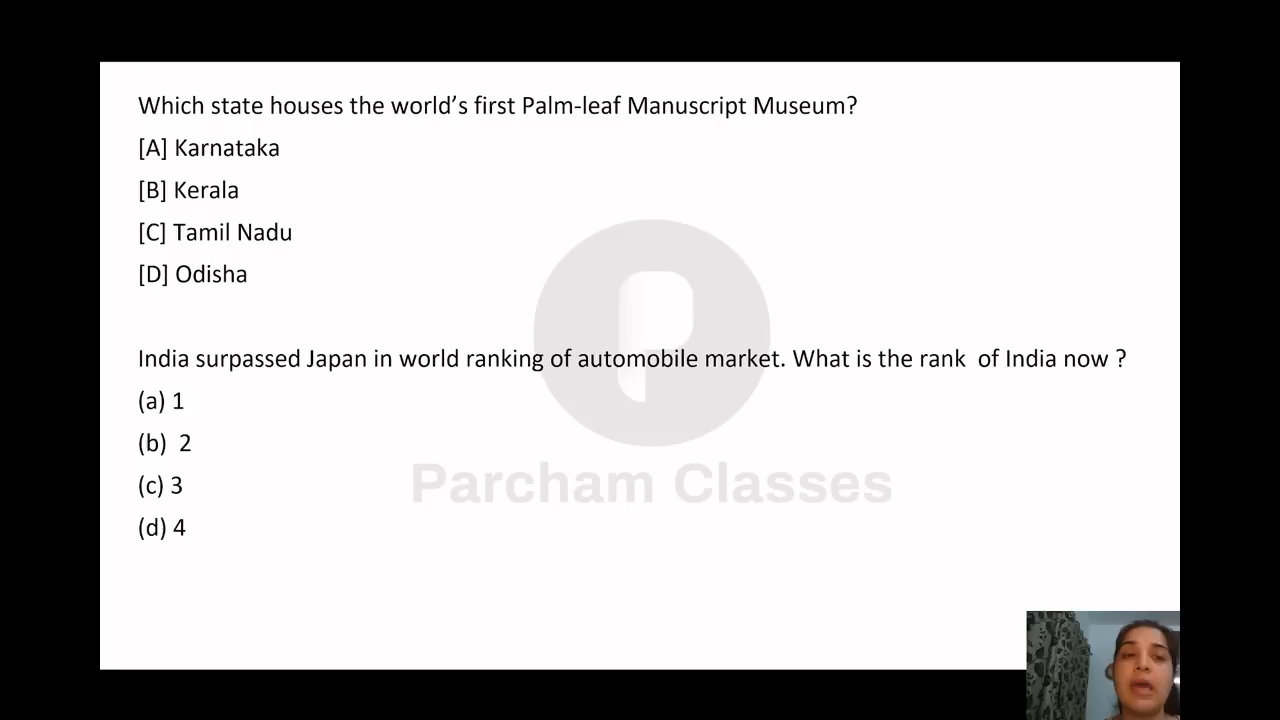 Which state houses the world’s first Palm-leaf Manuscript Museum?
[A] Karnataka
[B] Kerala
[C] Tamil Nadu
[D] Odisha
India surpassed Japan in world ranking of automobile market. What is the rank  of India now ?
(a) 1
(b)  2
(c) 3
(d) 4
Parcham Classes